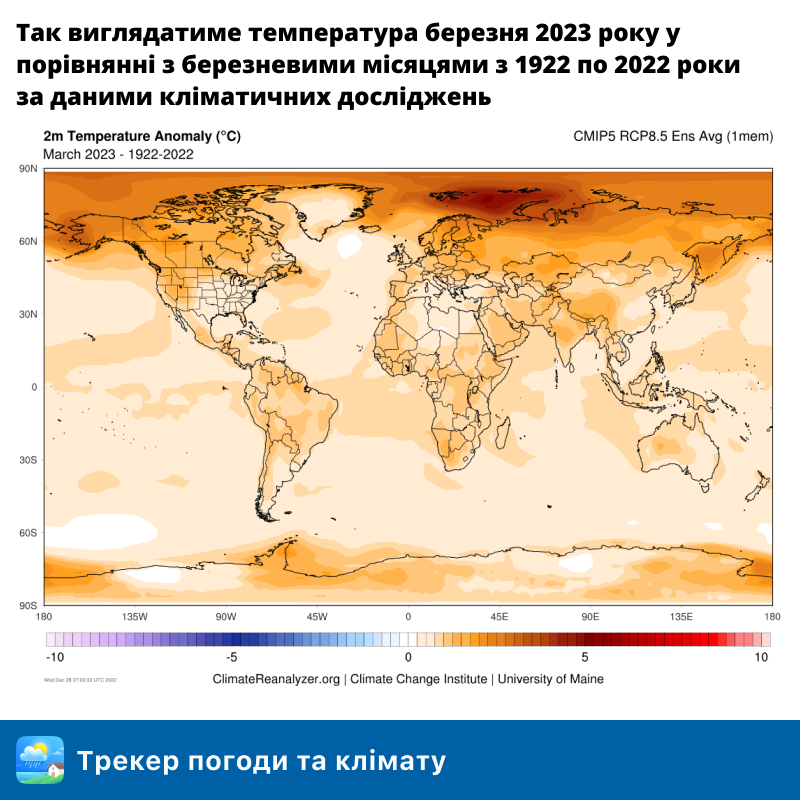 Так виглядатиме температура березня 2023 року у
порівнянні з березневими місяцями з 1922 по 2022 роки
за даними кліматичних досліджень
2m Temperature Anomaly (°C)
CMIP5 RCP8.5 Ens Avg (1mem)
March 2023 - 1922-2022
90N
60N
30N
0
30S
60S
90S
180 135W 90W 45W 0 45E 90E 135E 180
-10 -5 0 5 10
Wed Dec 28 07:00:32 UTC 2022
ClimateReanalyzer.org | Climate Change Institute | University of Maine
Трекер погоди та клімату